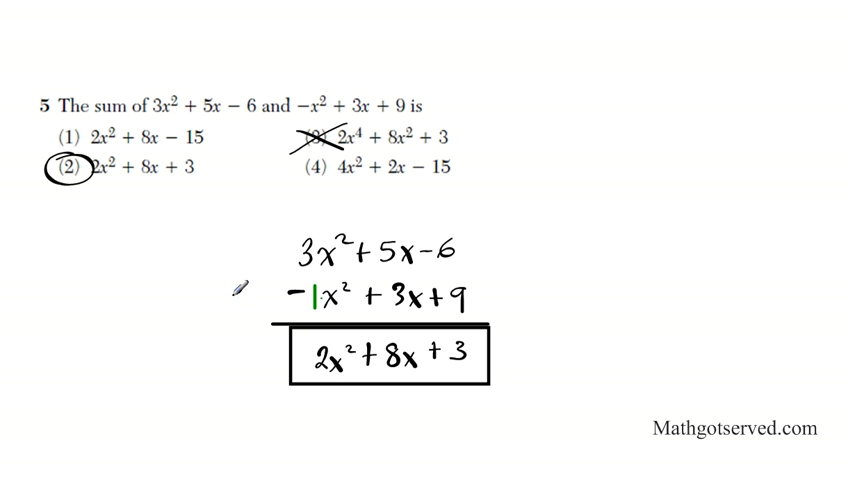 5 The sum of 3x² + 5x − 6 and −x² + 3x + 9 is
(1) 2x² + 8x − 15 (3) 2x⁴ + 8x² + 3
(2) 2x² + 8x + 3 (4) 4x² + 2x − 15
3x² + 5x − 6
−1x² + 3x + 9
2x² + 8x + 3
Mathgotserved.com